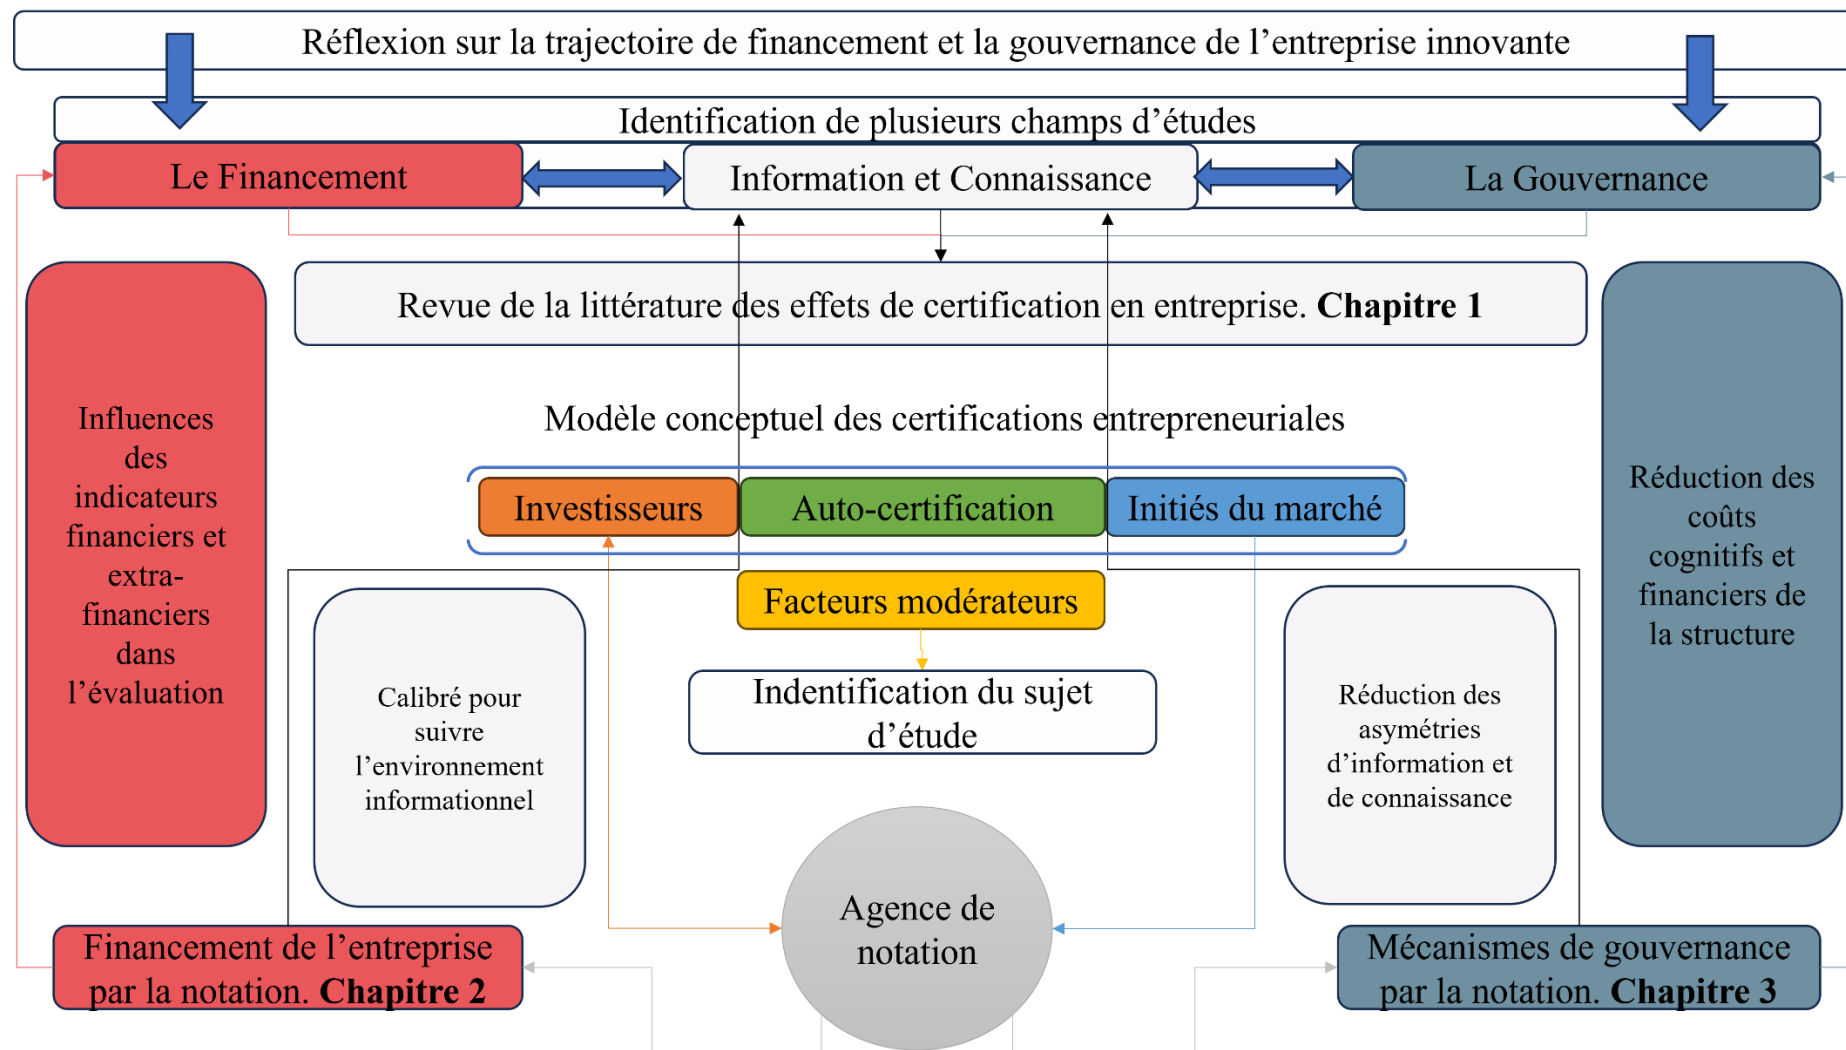 Réflexion sur la trajectoire de financement et la gouvernance de l’entreprise innovante
Identification de plusieurs champs d’études
Le Financement
Information et Connaissance
La Gouvernance
Revue de la littérature des effets de certification en entreprise. Chapitre 1
Influences
des
indicateurs
financiers et
extra-
financiers
dans
l’évaluation
Modèle conceptuel des certifications entrepreneuriales
Investisseurs
Auto-certification
Initiés du marché
Facteurs modérateurs
Indentification du sujet
d’étude
Calibré pour
suivre
l’environnement
informationnel
Réduction des
asymétries
d’information et
de connaissance
Réduction des
coûts
cognitifs et
financiers de
la structure
Agence de
notation
Financement de l’entreprise
par la notation. Chapitre 2
Mécanismes de gouvernance
par la notation. Chapitre 3